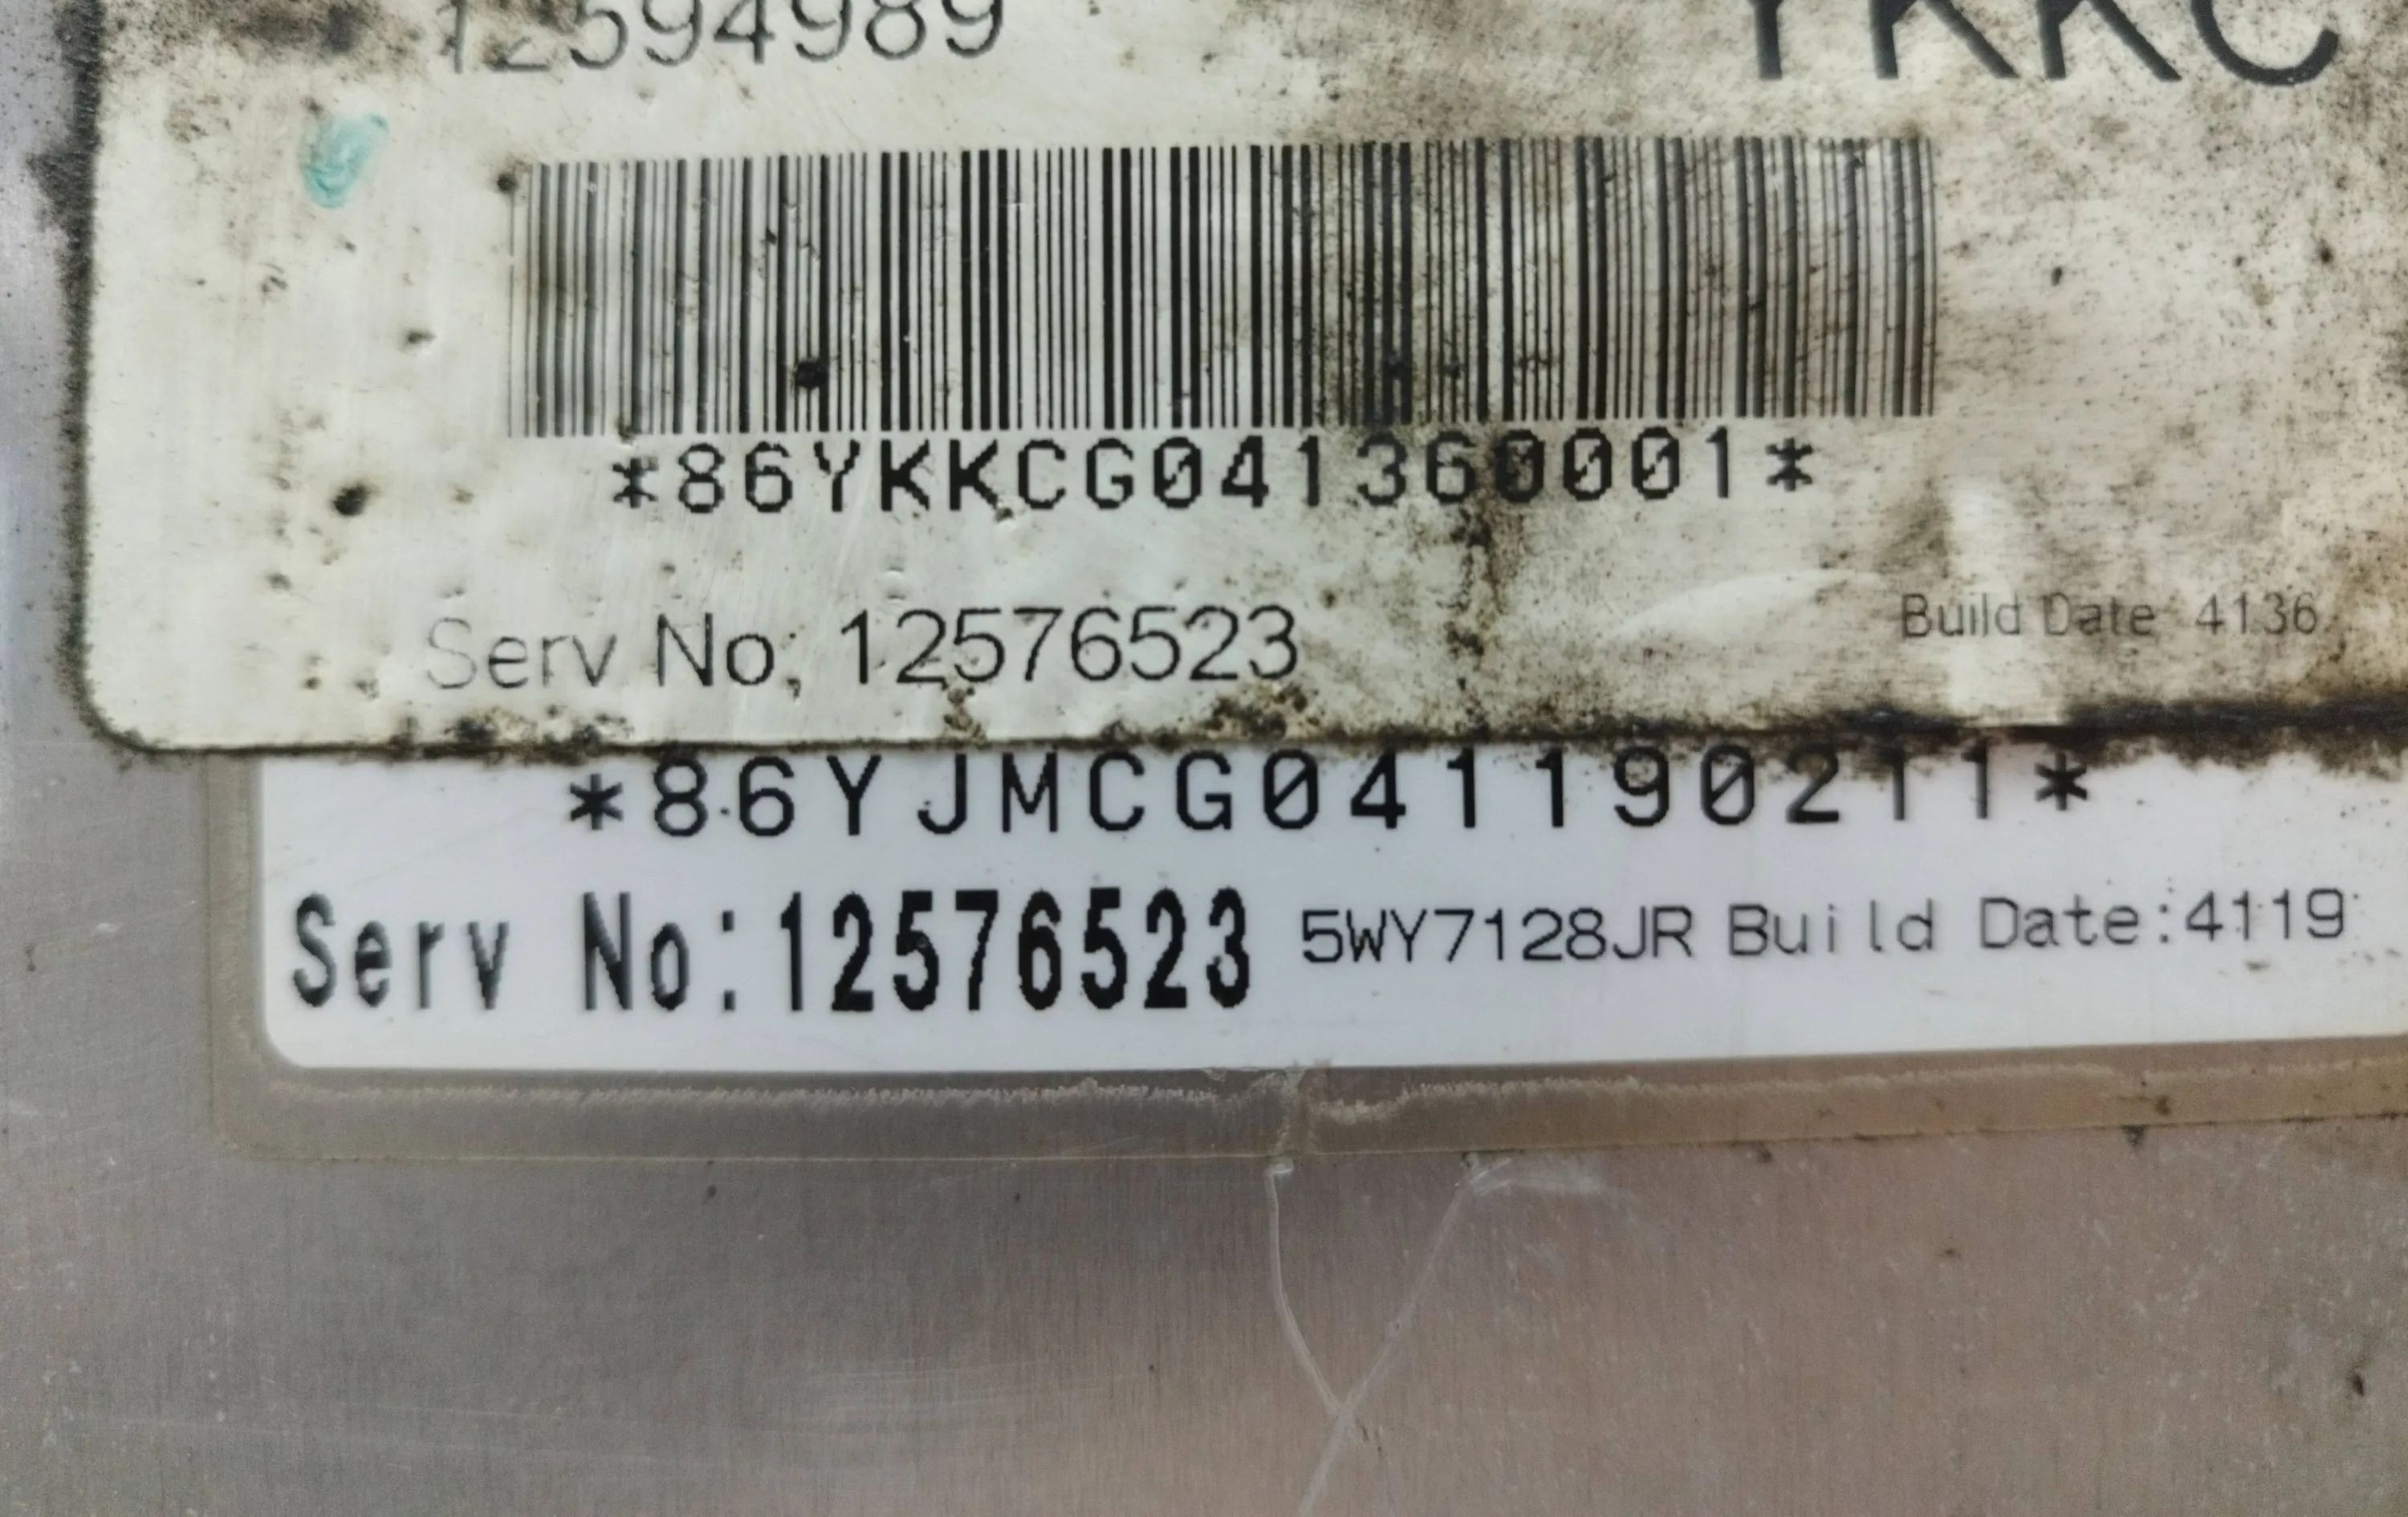 12594989 YKKC
*86YKKCG041360001*
Serv No, 12576523 Build Date 4136
*86YJMCG041190211*
Serv No:12576523 5WY7128JR Build Date:4119